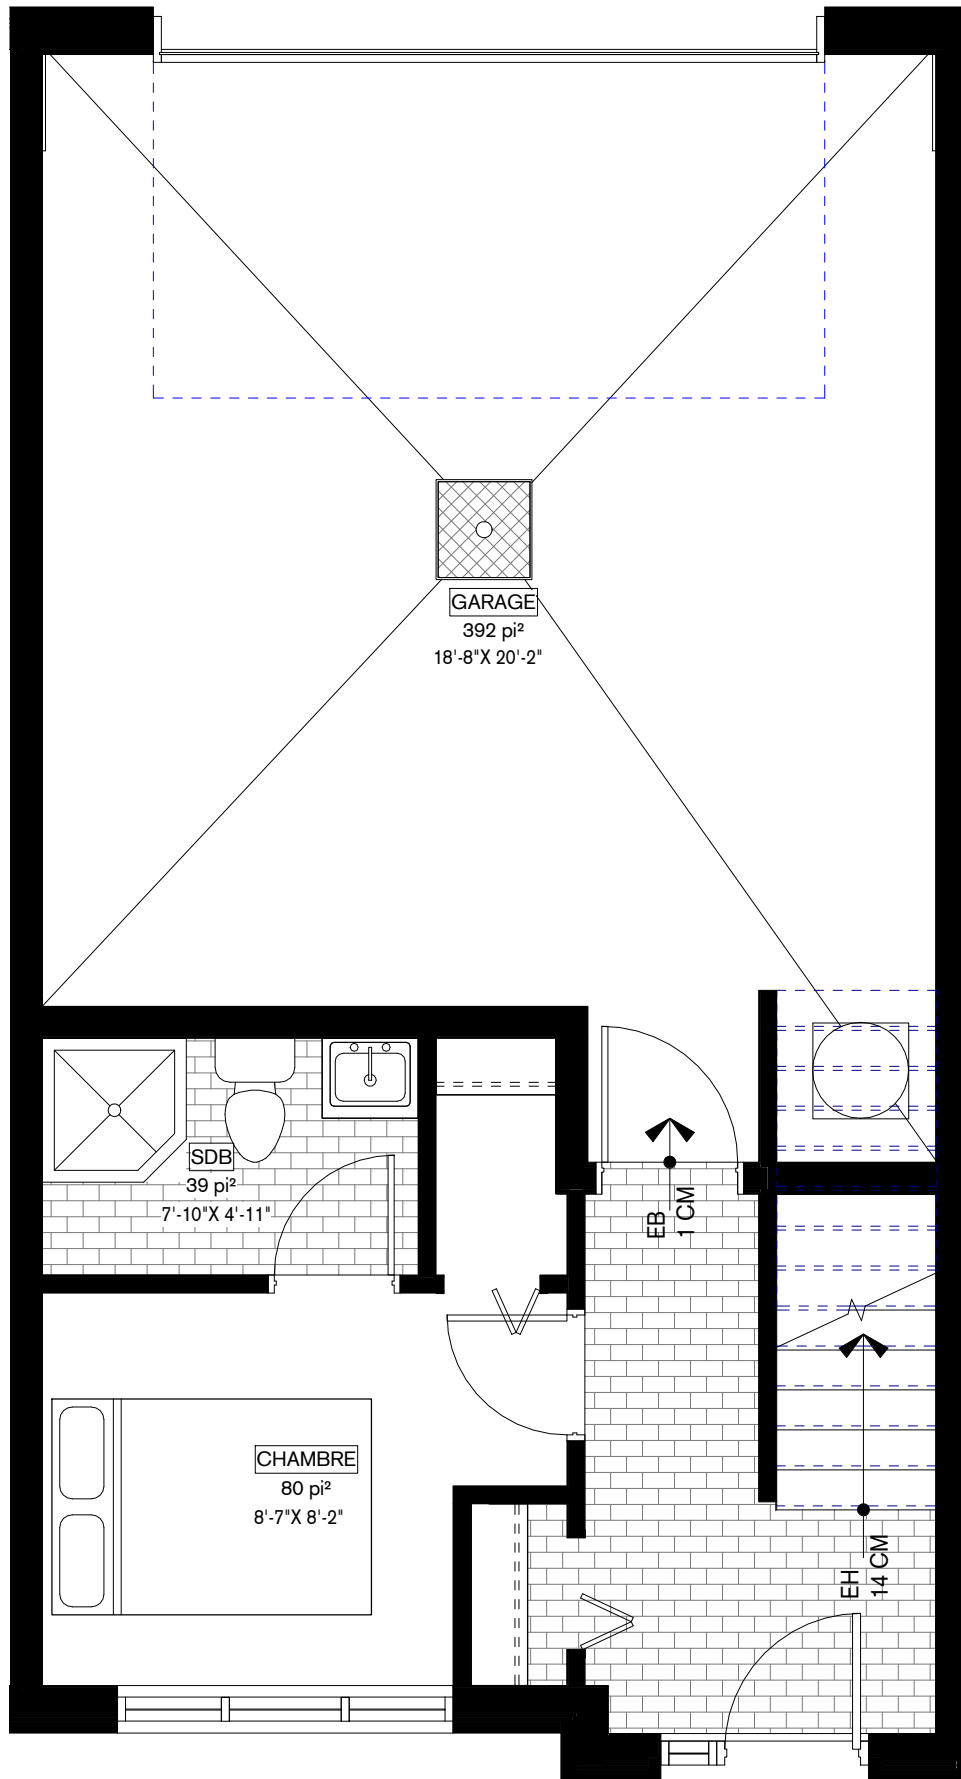 GARAGE
392 pi²
18'-8"X 20'-2"
SDB
39 pi²
7'-10"X 4'-11"
EB
1 CM
CHAMBRE
80 pi²
8'-7"X 8'-2"
EH
14 CM